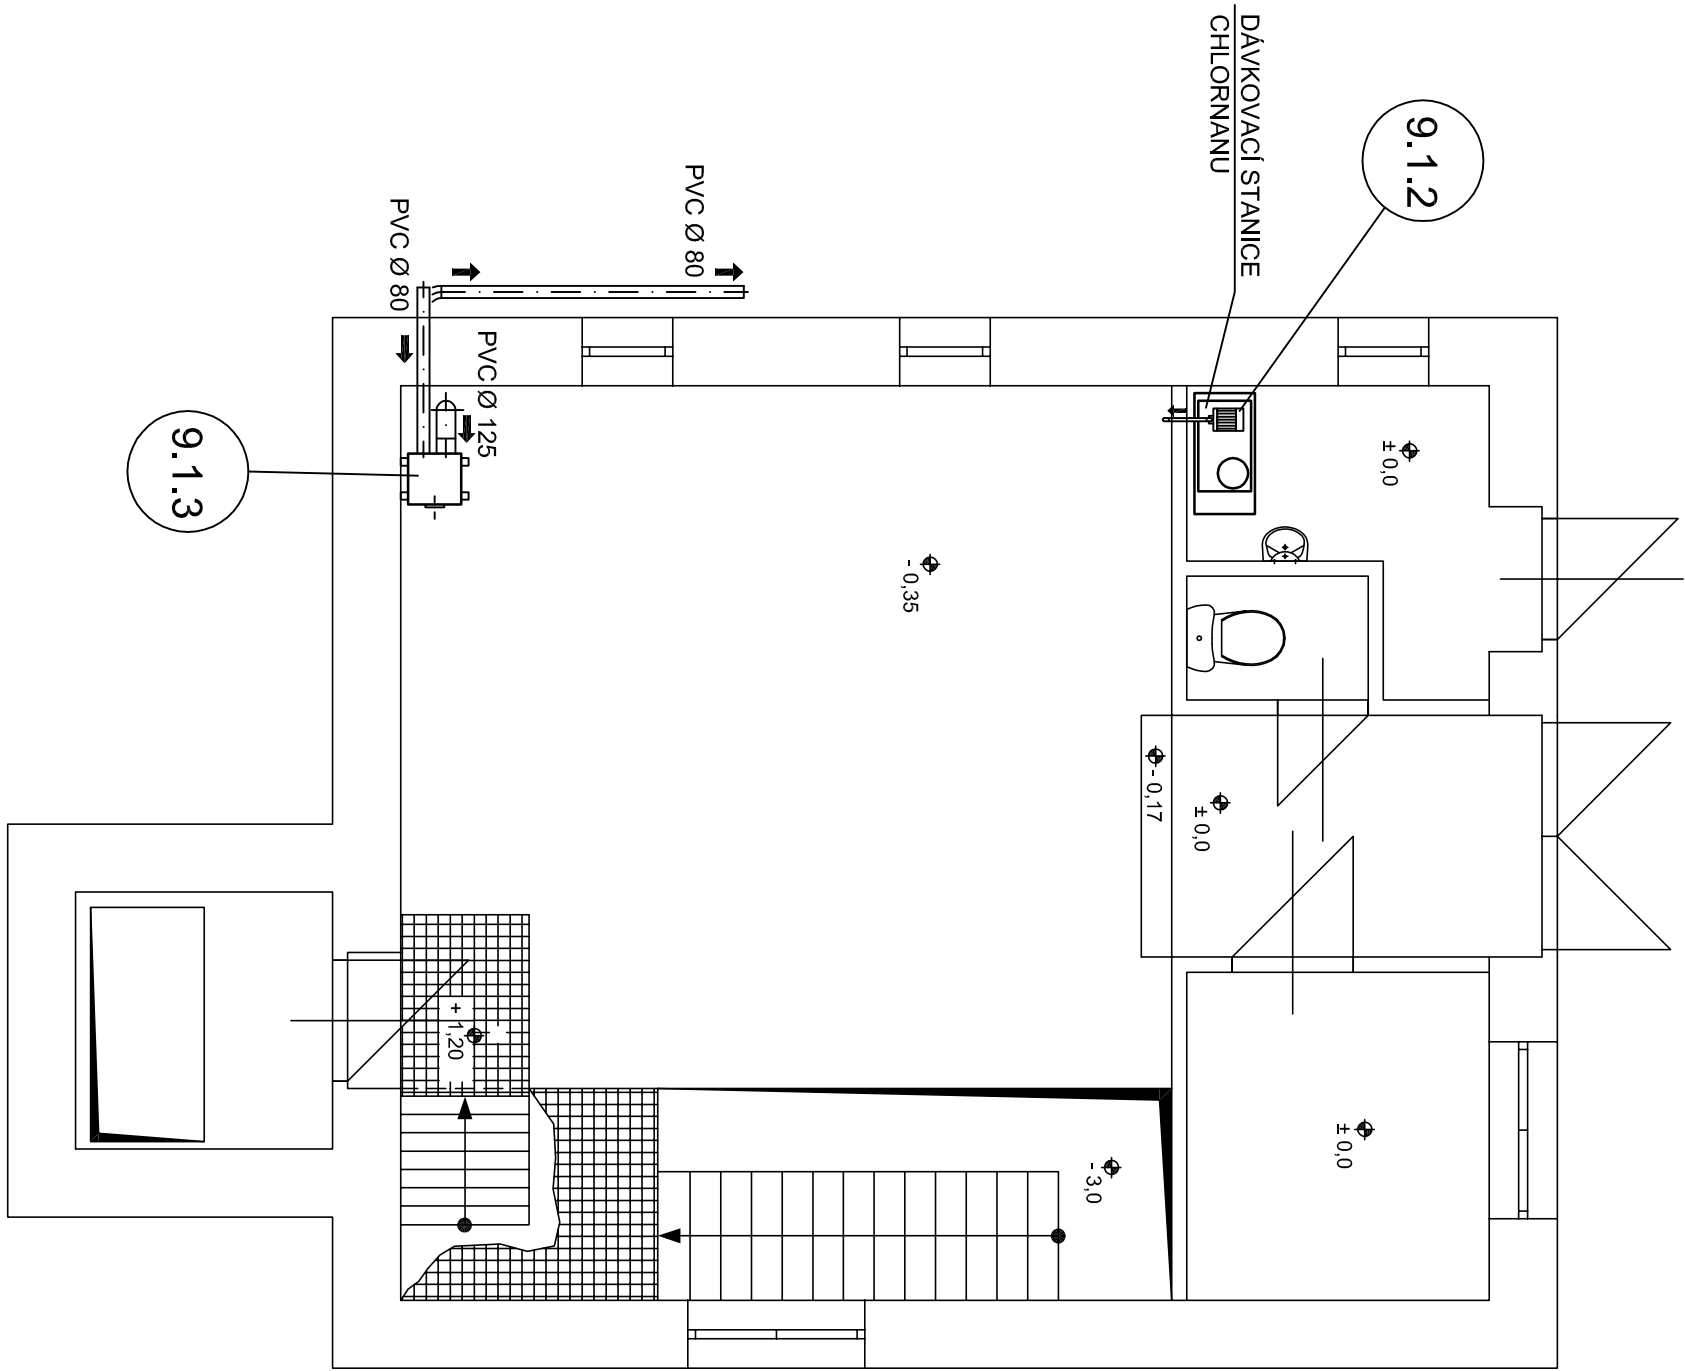 DÁVKOVACÍ STANICE
CHLORNANU
9.1.2
PVC Ø 80
PVC Ø 80
PVC Ø 125
9.1.3
± 0,0
- 0,35
- 0,17
± 0,0
+ 1,20
- 3,0
± 0,0